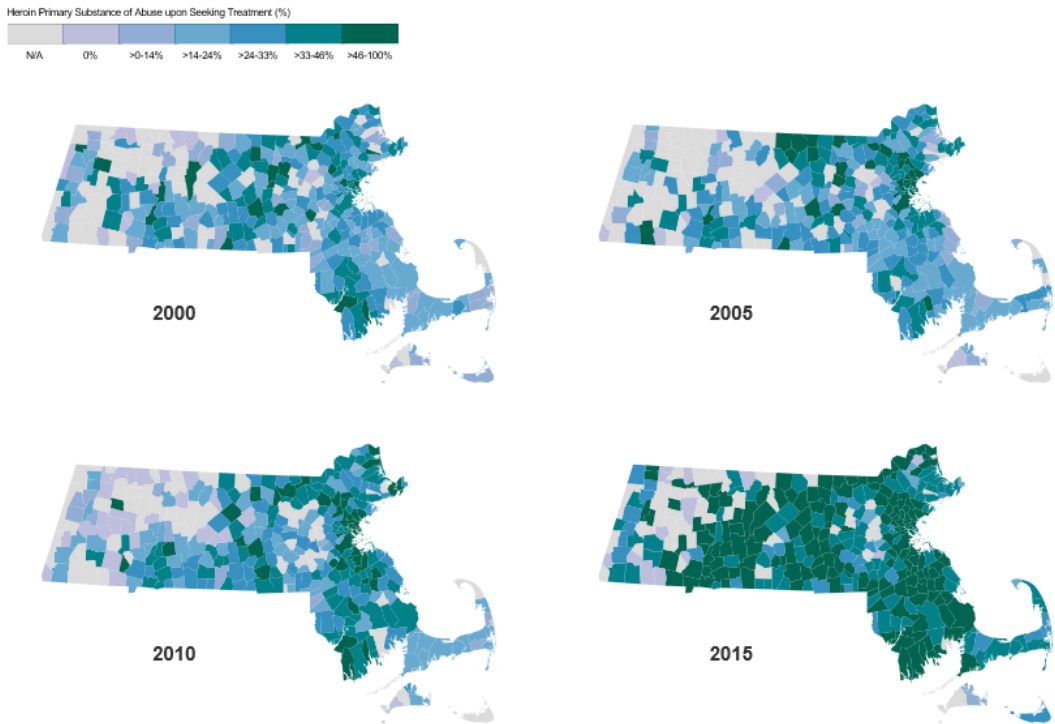 Heroin Primary Substance of Abuse upon Seeking Treatment (%)
N/A 0% >0-14% >14-24% >24-33% >33-46% >46-100%
2000
2005
2010
2015